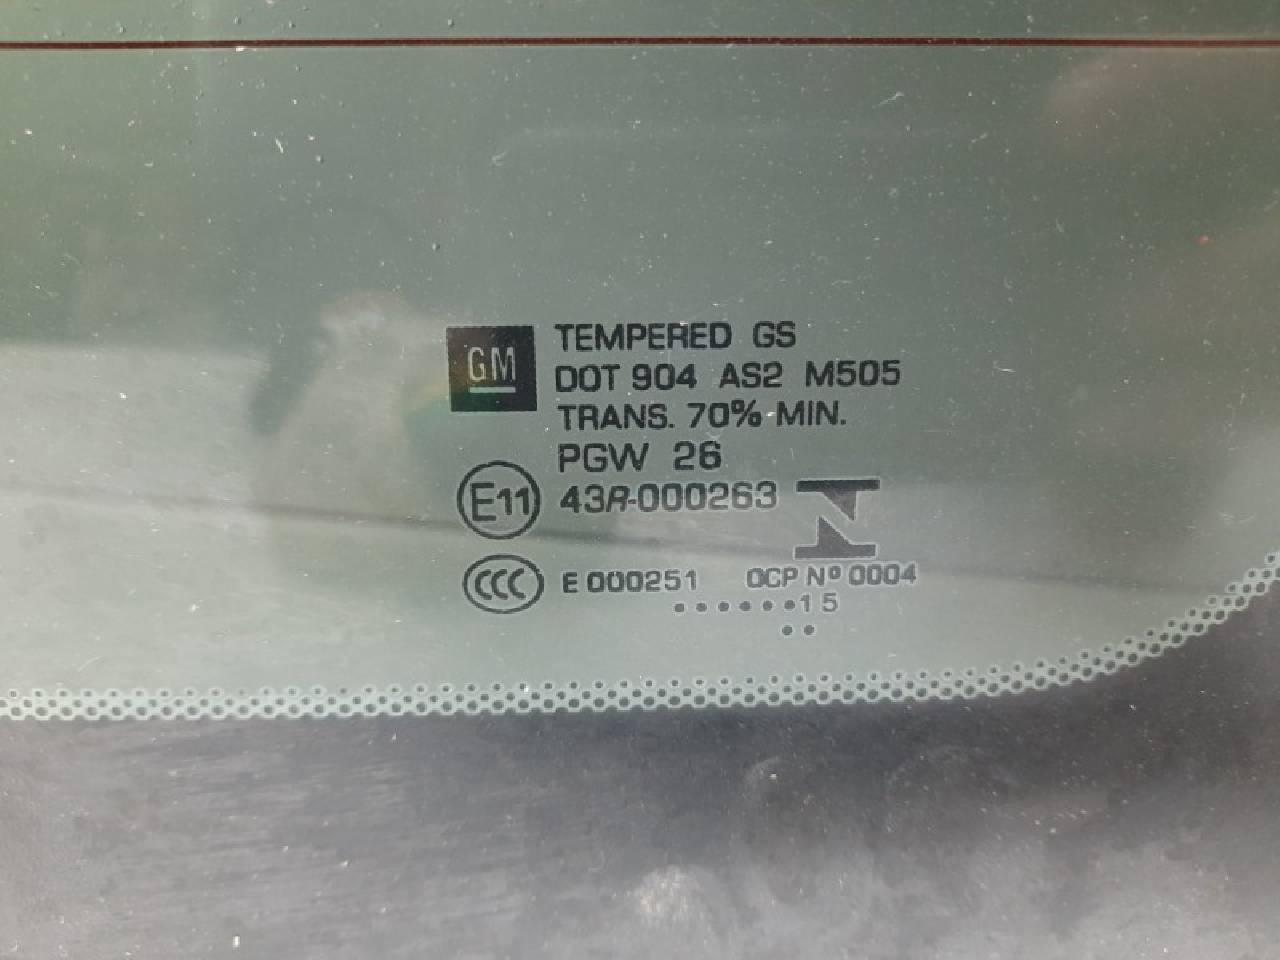 GM
TEMPERED GS
DOT 904 AS2 M505
TRANS. 70% MIN.
PGW 26
E11 43R-000263
CCC E 000251 OCP Nº 0004
•••••••15
••